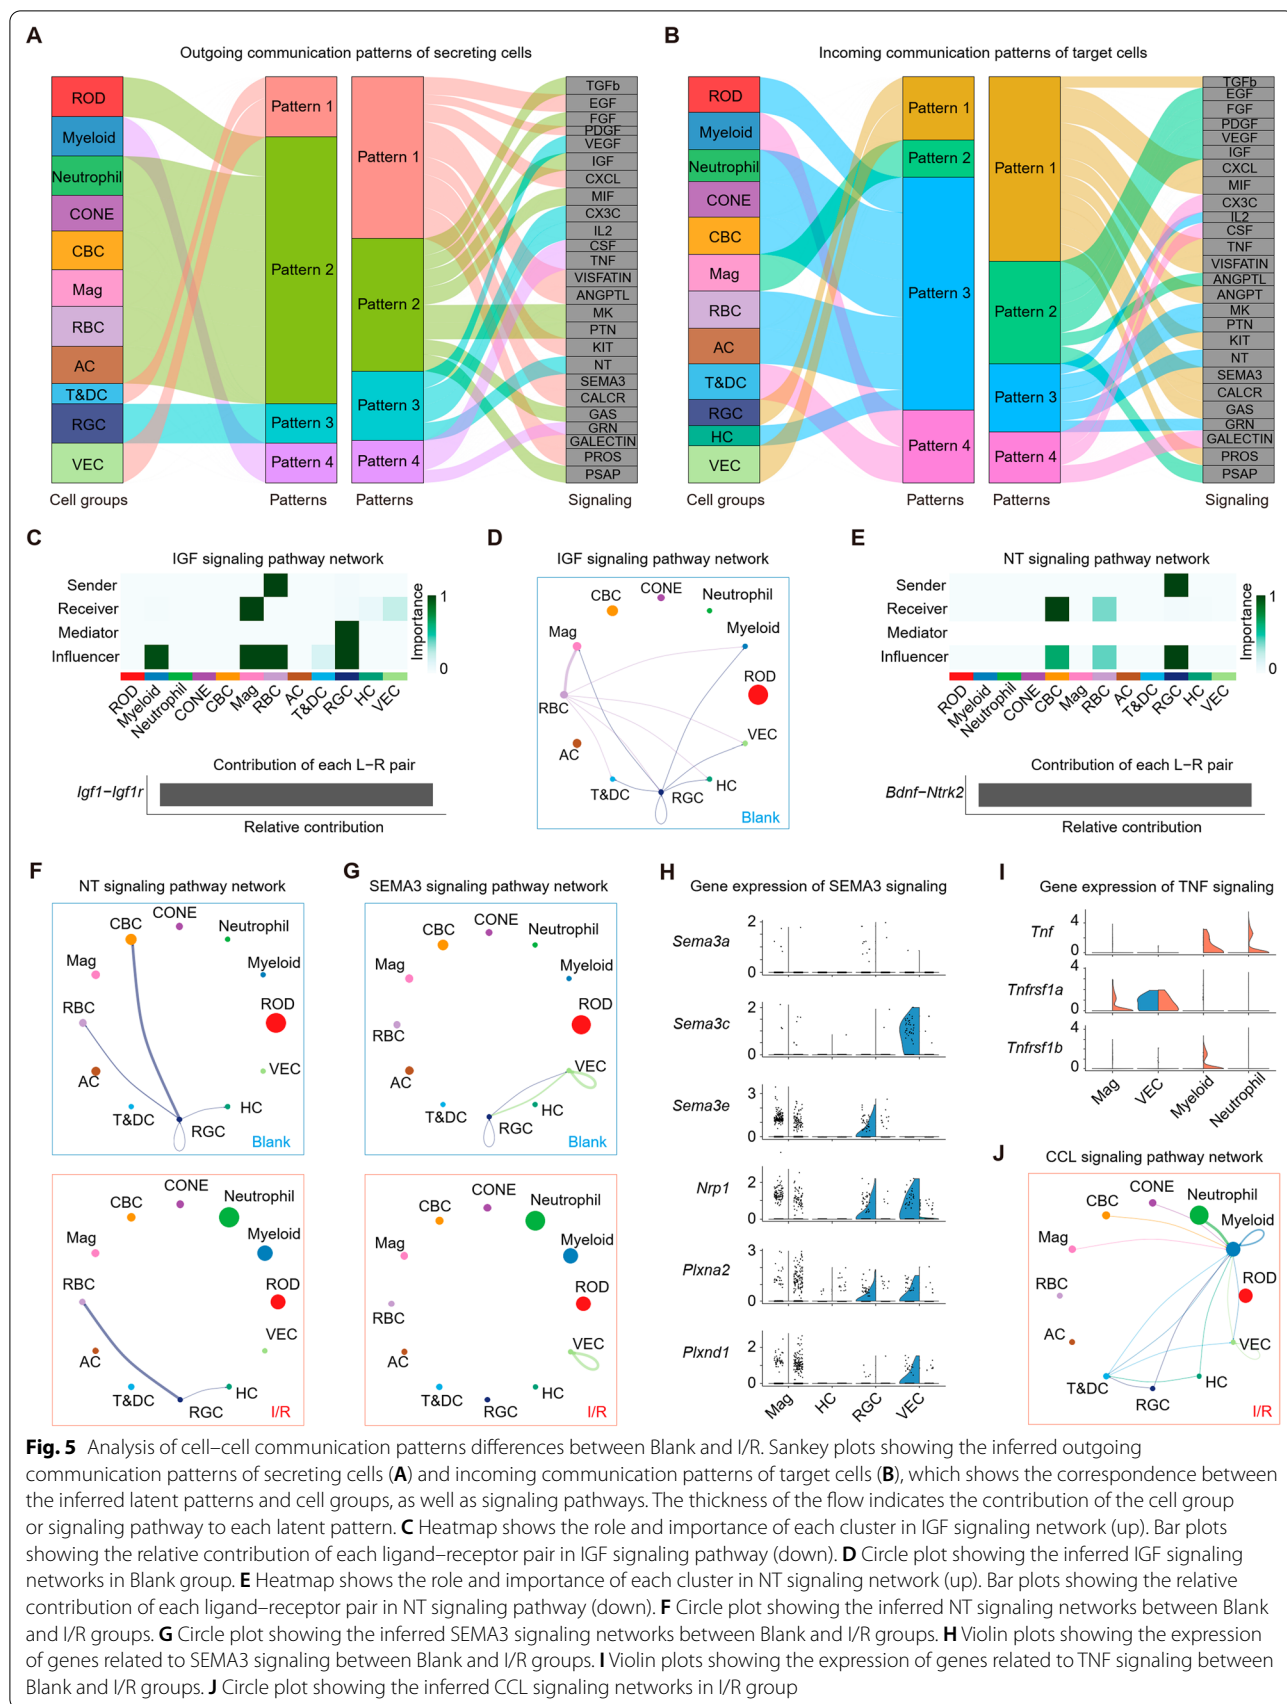 A
Outgoing communication patterns of secreting cells
ROD
Myeloid
Neutrophil
CONE
CBC
Mag
RBC
AC
T&DC
RGC
VEC
Pattern 1
Pattern 2
Pattern 3
Pattern 4
Pattern 1
Pattern 2
Pattern 3
Pattern 4
TGFb
EGF
FGF
PDGF
VEGF
IGF
CXCL
MIF
CX3C
IL2
CSF
TNF
VISFATIN
ANGPTL
MK
PTN
KIT
NT
SEMA3
CALCR
GAS
GRN
GALECTIN
PROS
PSAP
Cell groups
Patterns
Patterns
Signaling
B
Incoming communication patterns of target cells
ROD
Myeloid
Neutrophil
CONE
CBC
Mag
RBC
AC
T&DC
RGC
HC
VEC
Pattern 1
Pattern 2
Pattern 3
Pattern 4
Pattern 1
Pattern 2
Pattern 3
Pattern 4
TGFb
EGF
FGF
PDGF
VEGF
IGF
CXCL
MIF
CX3C
IL2
CSF
TNF
VISFATIN
ANGPTL
ANGPT
MK
PTN
KIT
NT
SEMA3
CALCR
GAS
GRN
GALECTIN
PROS
PSAP
Cell groups
Patterns
Patterns
Signaling
C
IGF signaling pathway network
Sender
Receiver
Mediator
Influencer
ROD
Myeloid
Neutrophil
CONE
CBC
Mag
RBC
AC
T&DC
RGC
HC
VEC
Importance
1
0
Contribution of each L−R pair
Igf1−Igf1r
Relative contribution
D
IGF signaling pathway network
CONE
CBC
Neutrophil
Mag
Myeloid
ROD
RBC
VEC
AC
HC
T&DC
RGC
Blank
E
NT signaling pathway network
Sender
Receiver
Mediator
Influencer
ROD
Myeloid
Neutrophil
CONE
CBC
Mag
RBC
AC
T&DC
RGC
HC
VEC
Importance
1
0
Contribution of each L−R pair
Bdnf−Ntrk2
Relative contribution
F
NT signaling pathway network
CONE
CBC
Neutrophil
Mag
Myeloid
ROD
RBC
VEC
AC
HC
T&DC
RGC
Blank
CONE
Neutrophil
CBC
Myeloid
Mag
ROD
RBC
VEC
AC
HC
T&DC
RGC
I/R
G
SEMA3 signaling pathway network
CONE
CBC
Neutrophil
Mag
Myeloid
ROD
RBC
VEC
AC
HC
T&DC
RGC
Blank
CONE
Neutrophil
CBC
Myeloid
Mag
ROD
RBC
VEC
AC
HC
T&DC
RGC
I/R
H
Gene expression of SEMA3 signaling
Sema3a
2
0
Sema3c
2
0
Sema3e
3
0
Nrp1
2
0
Plxna2
3
0
Plxnd1
2
0
Mag
HC
RGC
VEC
I
Gene expression of TNF signaling
Tnf
4
0
Tnfrsf1a
4
0
Tnfrsf1b
4
0
Mag
VEC
Myeloid
Neutrophil
J
CCL signaling pathway network
CONE
Neutrophil
CBC
Myeloid
Mag
ROD
RBC
AC
VEC
T&DC
HC
RGC
I/R
Fig. 5 Analysis of cell–cell communication patterns differences between Blank and I/R. Sankey plots showing the inferred outgoing
communication patterns of secreting cells (A) and incoming communication patterns of target cells (B), which shows the correspondence between
the inferred latent patterns and cell groups, as well as signaling pathways. The thickness of the flow indicates the contribution of the cell group
or signaling pathway to each latent pattern. C Heatmap shows the role and importance of each cluster in IGF signaling network (up). Bar plots
showing the relative contribution of each ligand–receptor pair in IGF signaling pathway (down). D Circle plot showing the inferred IGF signaling
networks in Blank group. E Heatmap shows the role and importance of each cluster in NT signaling network (up). Bar plots showing the relative
contribution of each ligand–receptor pair in NT signaling pathway (down). F Circle plot showing the inferred NT signaling networks between Blank
and I/R groups. G Circle plot showing the inferred SEMA3 signaling networks between Blank and I/R groups. H Violin plots showing the expression
of genes related to SEMA3 signaling between Blank and I/R groups. I Violin plots showing the expression of genes related to TNF signaling between
Blank and I/R groups. J Circle plot showing the inferred CCL signaling networks in I/R group